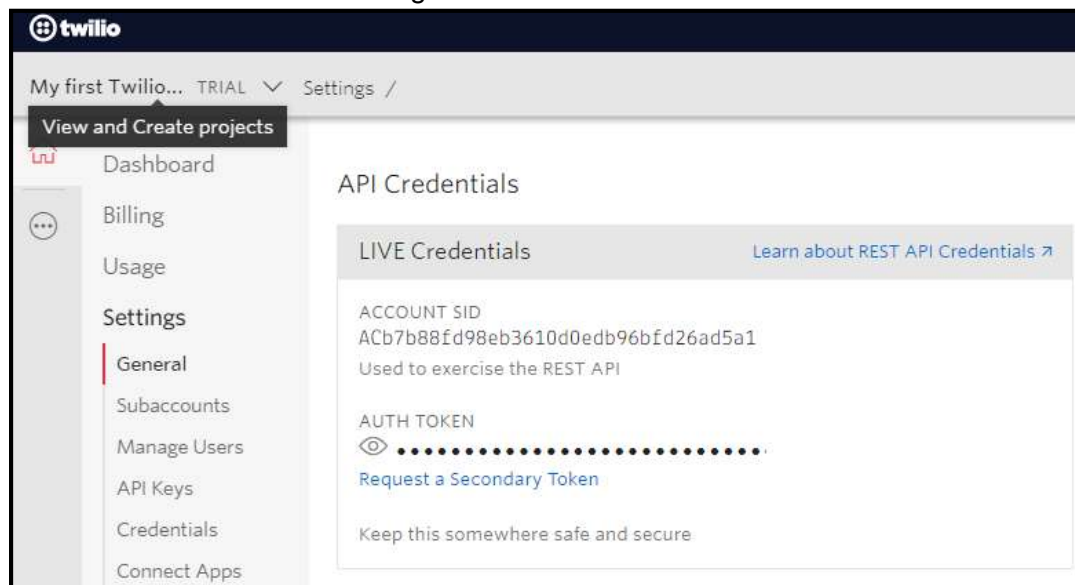 twilio
My first Twilio... TRIAL Settings /
View and Create projects
Dashboard
Billing
Usage
Settings
General
Subaccounts
Manage Users
API Keys
Credentials
Connect Apps
API Credentials
LIVE Credentials Learn about REST API Credentials
ACCOUNT SID
ACb7b88fd98eb3610d0edb96bfd26ad5a1
Used to exercise the REST API
AUTH TOKEN
Request a Secondary Token
Keep this somewhere safe and secure